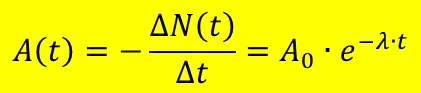 A(t) = − ΔN(t)/Δt = A₀ · e^(−λ·t)